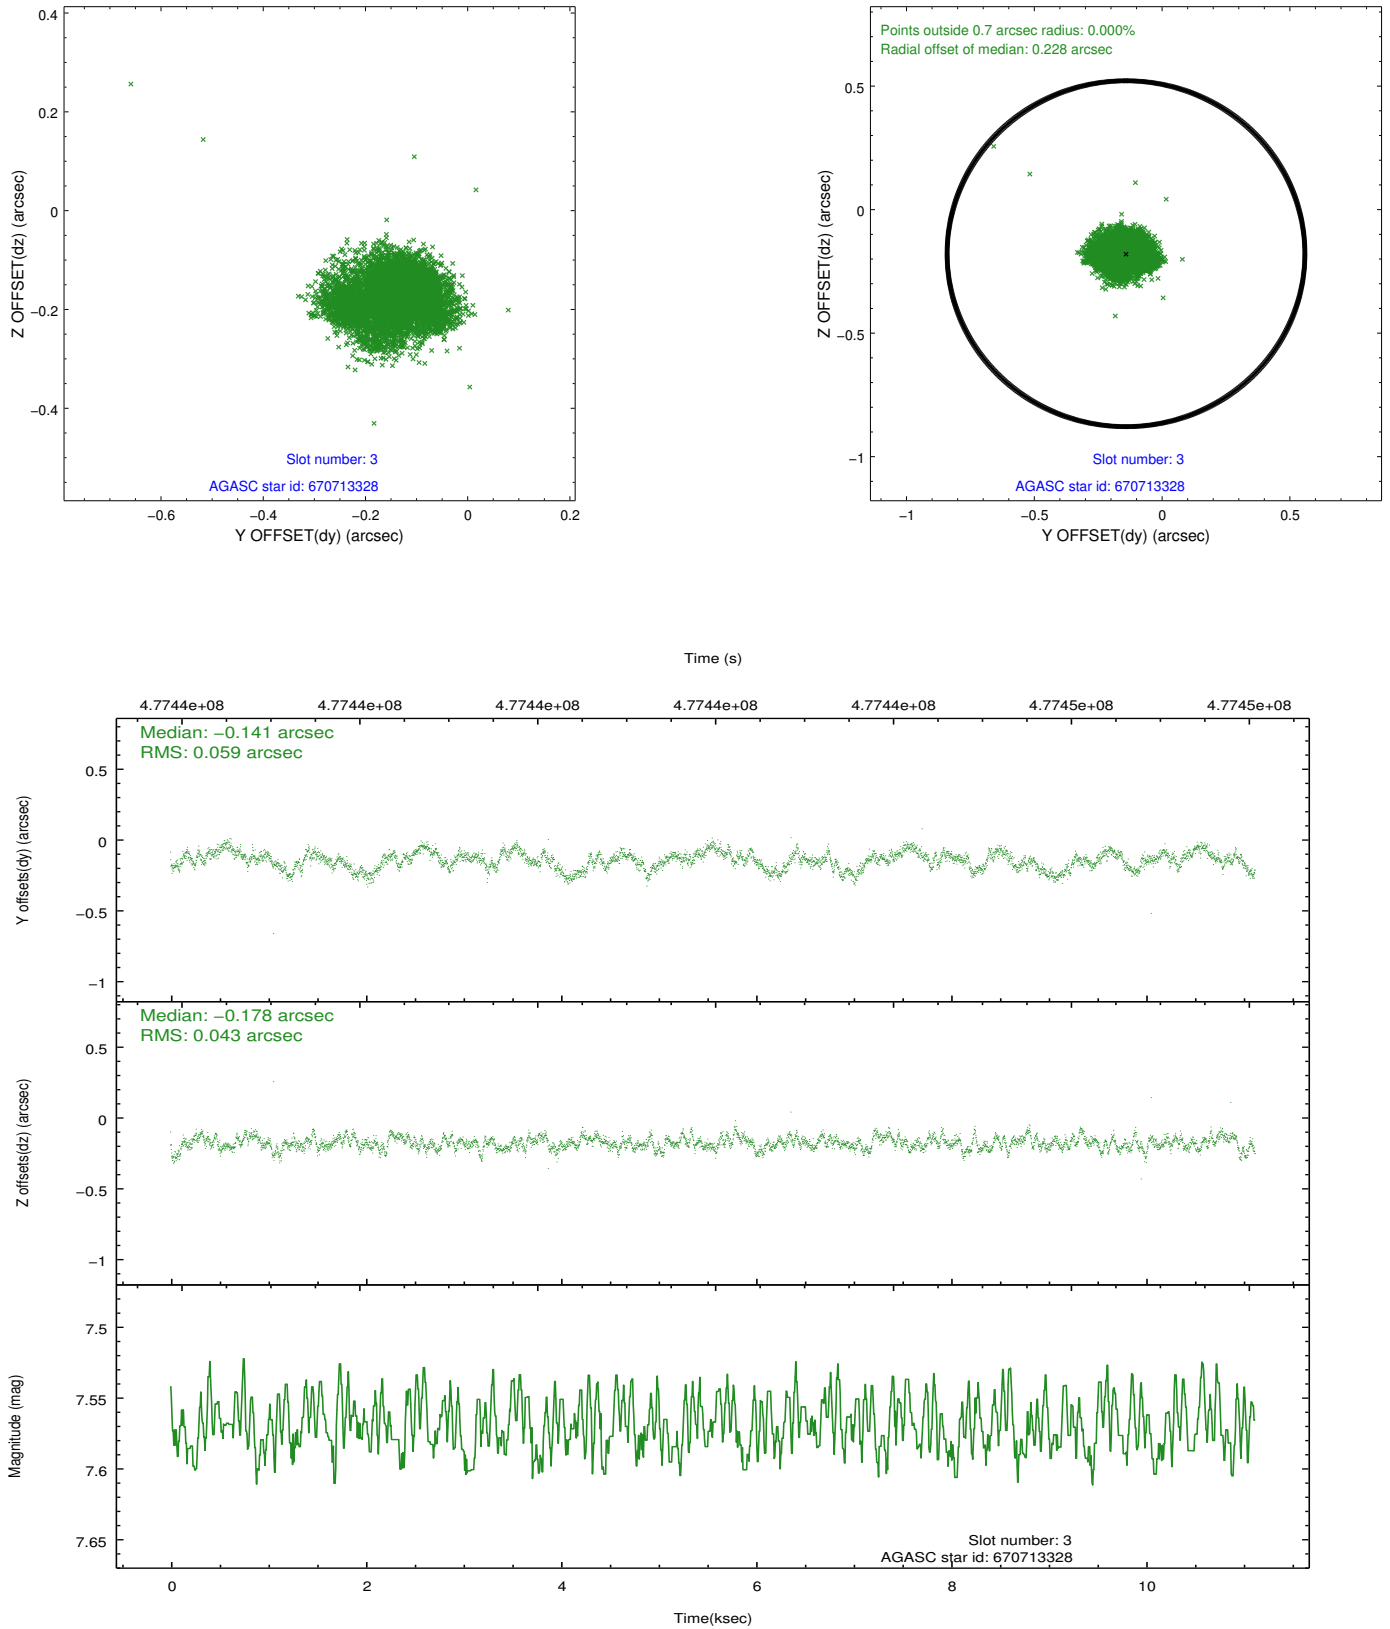 0.4
0.2
0
−0.2
−0.4
Z OFFSET(dz) (arcsec)
Slot number: 3
AGASC star id: 670713328
−0.6
−0.4
−0.2
0
0.2
Y OFFSET(dy) (arcsec)
Points outside 0.7 arcsec radius: 0.000%
Radial offset of median: 0.228 arcsec
0.5
0
−0.5
−1
Z OFFSET(dz) (arcsec)
Slot number: 3
AGASC star id: 670713328
−1
−0.5
0
0.5
Y OFFSET(dy) (arcsec)
Time (s)
4.7744e+08
4.7744e+08
4.7744e+08
4.7744e+08
4.7744e+08
4.7745e+08
4.7745e+08
Median: −0.141 arcsec
RMS: 0.059 arcsec
0.5
0
−0.5
−1
Y offsets(dy) (arcsec)
Median: −0.178 arcsec
RMS: 0.043 arcsec
0.5
0
−0.5
−1
Z offsets(dz) (arcsec)
7.5
7.55
7.6
7.65
Magnitude (mag)
Slot number: 3
AGASC star id: 670713328
0
2
4
6
8
10
Time(ksec)